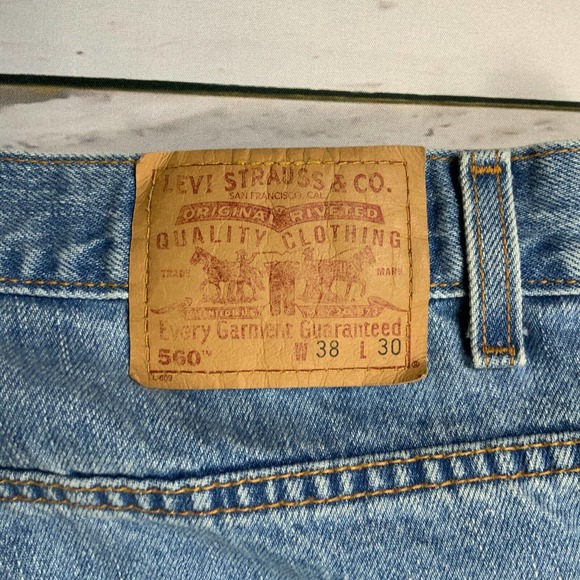 LEVI STRAUSS & CO.
SAN FRANCISCO, CAL.
ORIGINAL RIVETED
QUALITY CLOTHING
TRADE MARK
Every Garment Guaranteed
560™ W 38 L 30